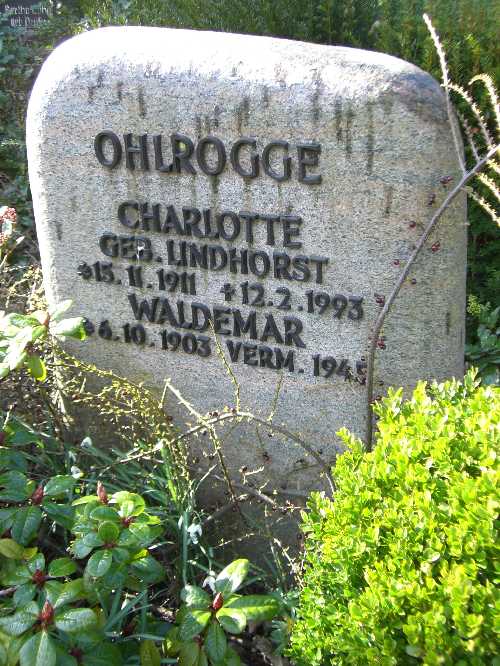 OHLROGGE
CHARLOTTE
GEB. LINDHORST
*15.11.1911 +12.2.1993
WALDEMAR
*6.10.1903 VERM. 1945